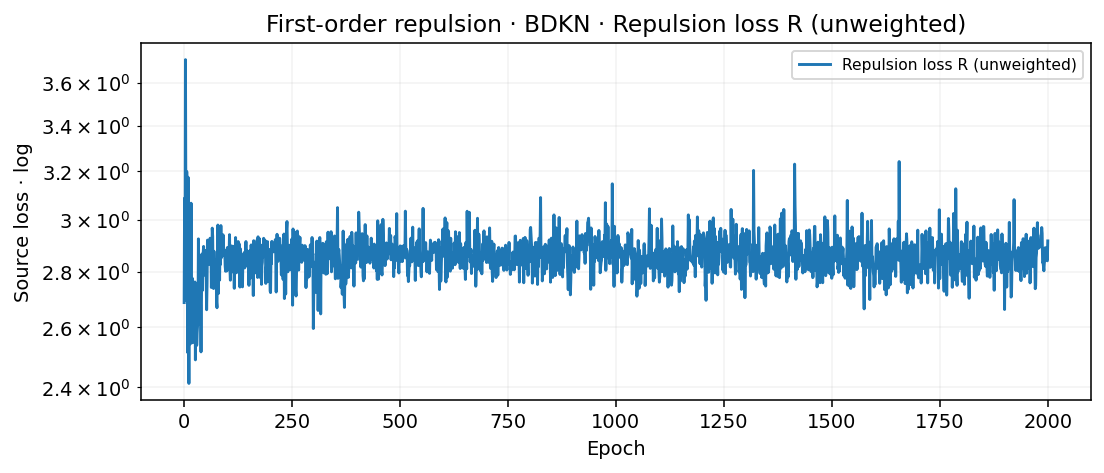 First-order repulsion · BDKN · Repulsion loss R (unweighted)
Repulsion loss R (unweighted)
Source loss · log
3.6 × 10⁰
3.4 × 10⁰
3.2 × 10⁰
3 × 10⁰
2.8 × 10⁰
2.6 × 10⁰
2.4 × 10⁰
0 250 500 750 1000 1250 1500 1750 2000
Epoch